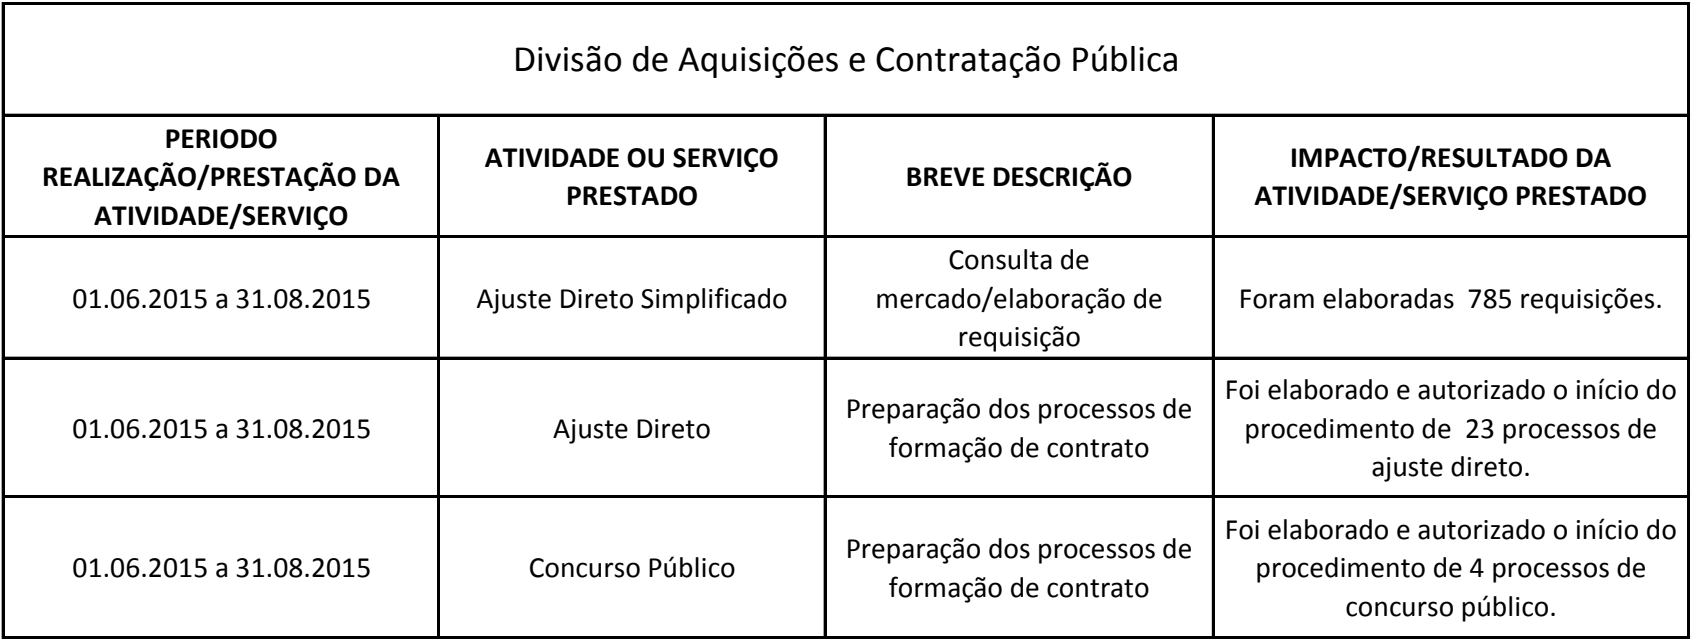 Divisão de Aquisições e Contratação Pública
PERIODO
REALIZAÇÃO/PRESTAÇÃO DA
ATIVIDADE/SERVIÇO
ATIVIDADE OU SERVIÇO
PRESTADO
BREVE DESCRIÇÃO
IMPACTO/RESULTADO DA
ATIVIDADE/SERVIÇO PRESTADO
01.06.2015 a 31.08.2015
Ajuste Direto Simplificado
Consulta de
mercado/elaboração de
requisição
Foram elaboradas 785 requisições.
01.06.2015 a 31.08.2015
Ajuste Direto
Preparação dos processos de
formação de contrato
Foi elaborado e autorizado o início do
procedimento de 23 processos de
ajuste direto.
01.06.2015 a 31.08.2015
Concurso Público
Preparação dos processos de
formação de contrato
Foi elaborado e autorizado o início do
procedimento de 4 processos de
concurso público.